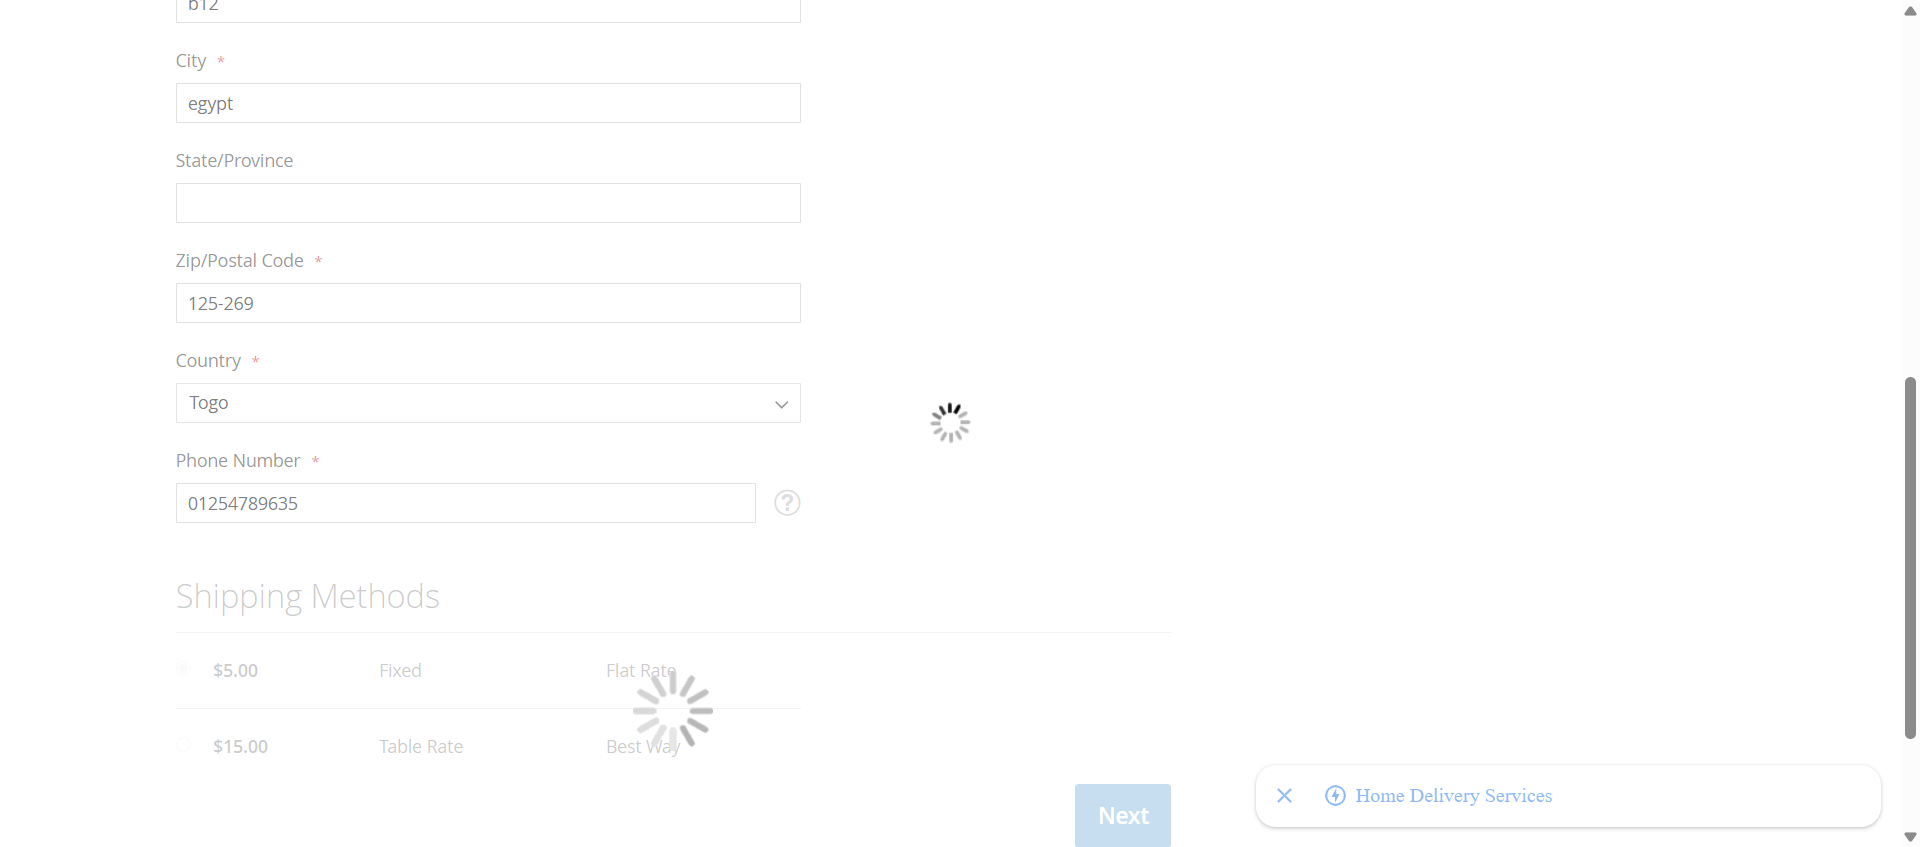 b12
City *
egypt
State/Province
Zip/Postal Code *
125-269
Country *
Togo
Phone Number *
01254789635
?
Shipping Methods
$5.00 Fixed Flat Rate
$15.00 Table Rate Best Way
Next
Home Delivery Services